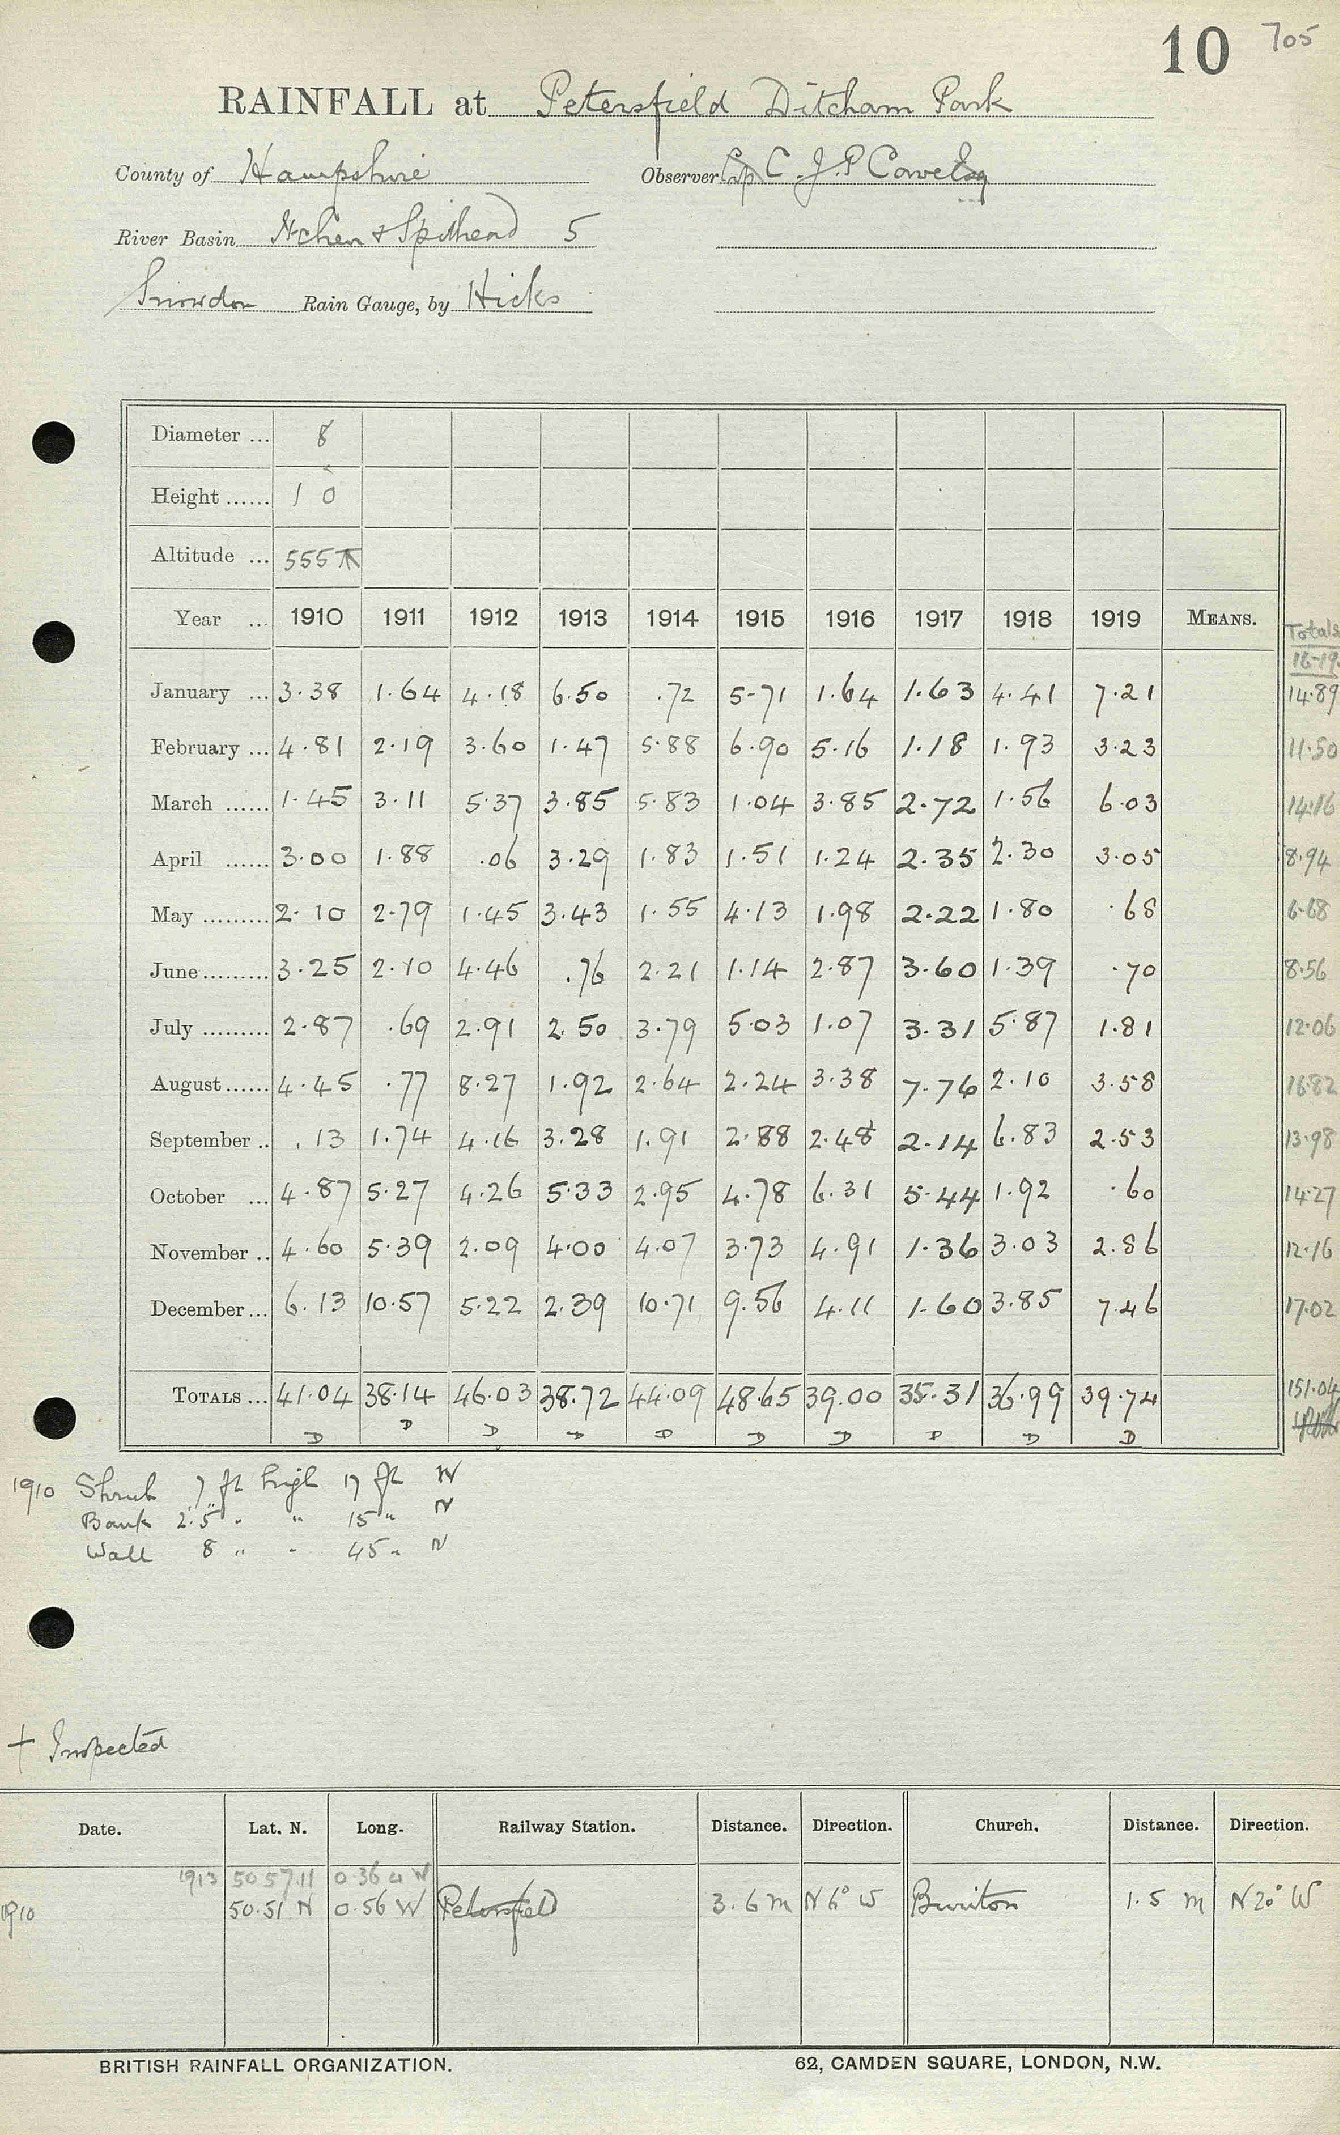 10 705
RAINFALL at Petersfield Ditcham Park
County of Hampshire Observer C. J. P Cave Esq
River Basin Itchen & Spithead 5
Snowdon Rain Gauge, by Hicks
Diameter ... 8
Height ...... 1 0
Altitude ... 555
Year ... 1910 1911 1912 1913 1914 1915 1916 1917 1918 1919 MEANS. Totals
16-19
January ... 3.38 1.64 4.18 6.50 .72 5.71 1.64 1.63 4.41 7.21 14.89
February ... 4.81 2.19 3.60 1.47 5.88 6.90 5.16 1.18 1.93 3.23 11.50
March ...... 1.45 3.11 5.37 3.85 5.83 1.04 3.85 2.72 1.56 6.03 14.16
April ...... 3.00 1.88 .06 3.29 1.83 1.51 1.24 2.35 2.30 3.05 8.94
May ......... 2.10 2.79 1.45 3.43 1.55 4.13 1.98 2.22 1.80 .68 6.68
June ......... 3.25 2.10 4.46 .76 2.21 1.14 2.87 3.60 1.39 .70 8.56
July ......... 2.87 .69 2.91 2.50 3.79 5.03 1.07 3.31 5.87 1.81 12.06
August ...... 4.45 .77 8.27 1.92 2.64 2.24 3.38 7.76 2.10 3.58 16.82
September .. .13 1.74 4.16 3.28 1.91 2.88 2.48 2.14 6.83 2.53 13.98
October ... 4.87 5.27 4.26 5.33 2.95 4.78 6.31 5.44 1.92 .60 14.27
November .. 4.60 5.39 2.09 4.00 4.07 3.73 4.91 1.36 3.03 2.86 12.16
December ... 6.13 10.57 5.22 2.39 10.71 9.56 4.11 1.60 3.85 7.46 17.02
TOTALS ... 41.04 38.14 46.03 38.72 44.09 48.65 39.00 35.31 36.99 39.74 151.04
D D D D D D D D D D
1910 Shrub 7 ft high 17 ft W
Bank 2.5 " " 15 " N
Wall 8 " " 45 " N
+ Inspected
Date. Lat. N. Long. Railway Station. Distance. Direction. Church. Distance. Direction.
1913 50.57.11 0.36 W
1910 50.51 N 0.56 W Petersfield 3.6 m N 6° W Buriton 1.5 m N 20° W
BRITISH RAINFALL ORGANIZATION. 62, CAMDEN SQUARE, LONDON, N.W.